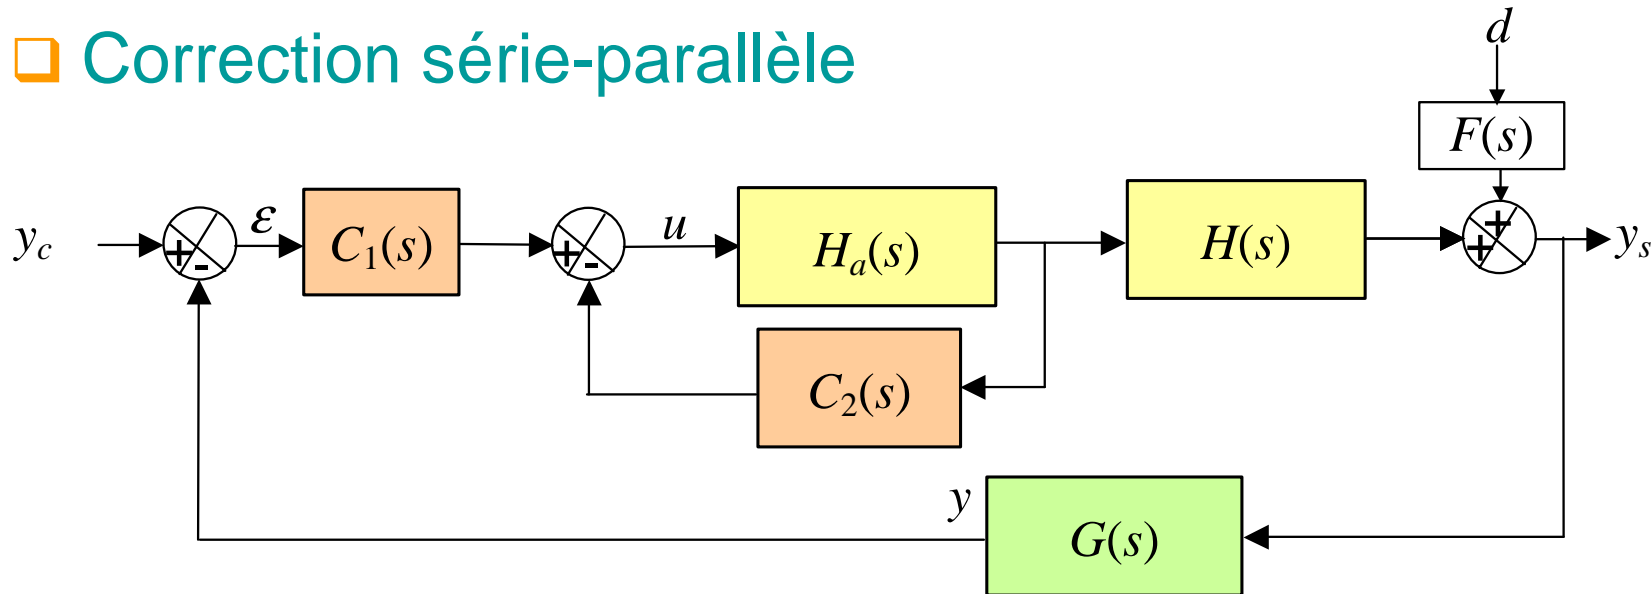 Correction série-parallèle
d
F(s)
y_c
+
-
ε
C_1(s)
+
-
u
H_a(s)
H(s)
+
+
y_s
C_2(s)
y
G(s)